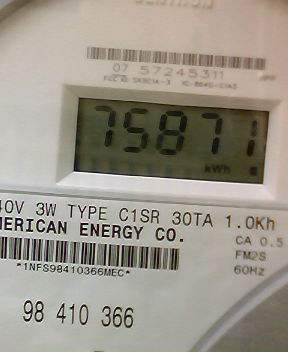 07 57245311
75871
kWh
40V 3W TYPE C1SR 30TA 1.0Kh
MERICAN ENERGY CO.
CA 0.5
FM2S
60Hz
*1NFS98410366MEC*
98 410 366